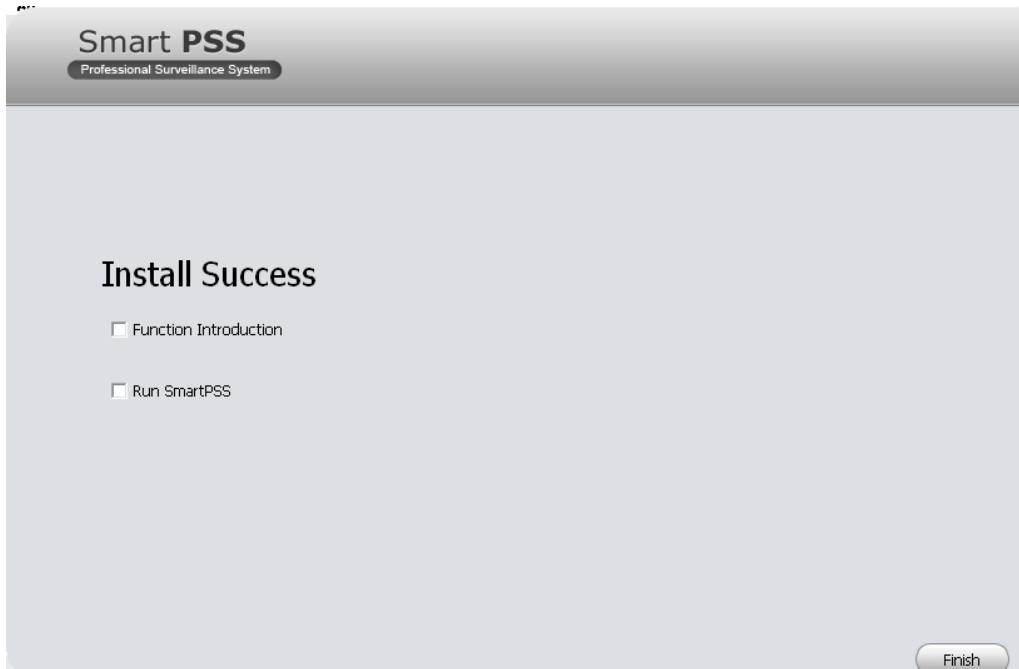 Smart PSS
Professional Surveillance System
Install Success
Function Introduction
Run SmartPSS
Finish